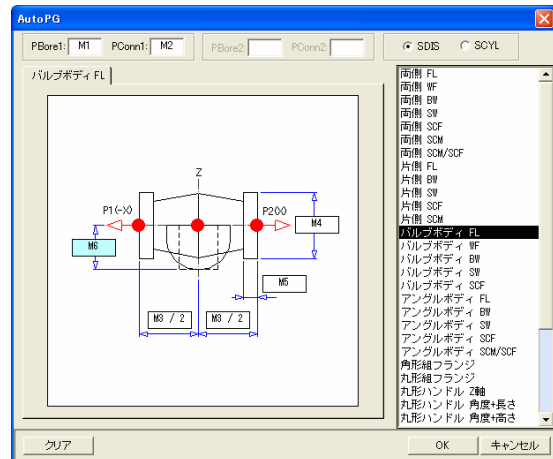 AutoPG
PBore1: M1 PConn1: M2 PBore2: PConn2: SDIS SCYL
バルブボディ FL
Z
P1(-X)
P2(X)
M4
M6
M5
M3 / 2
M3 / 2
両側 FL
両側 WF
両側 BW
両側 SW
両側 SCF
両側 SCM
両側 SCM/SCF
片側 FL
片側 BW
片側 SW
片側 SCF
片側 SCM
バルブボディ FL
バルブボディ WF
バルブボディ BW
バルブボディ SW
バルブボディ SCF
アングルボディ FL
アングルボディ BW
アングルボディ SW
アングルボディ SCF
アングルボディ SCM/SCF
角形組フランジ
丸形組フランジ
丸形ハンドル Z軸
丸形ハンドル 角度+長さ
丸形ハンドル 角度+高さ
クリア
OK
キャンセル